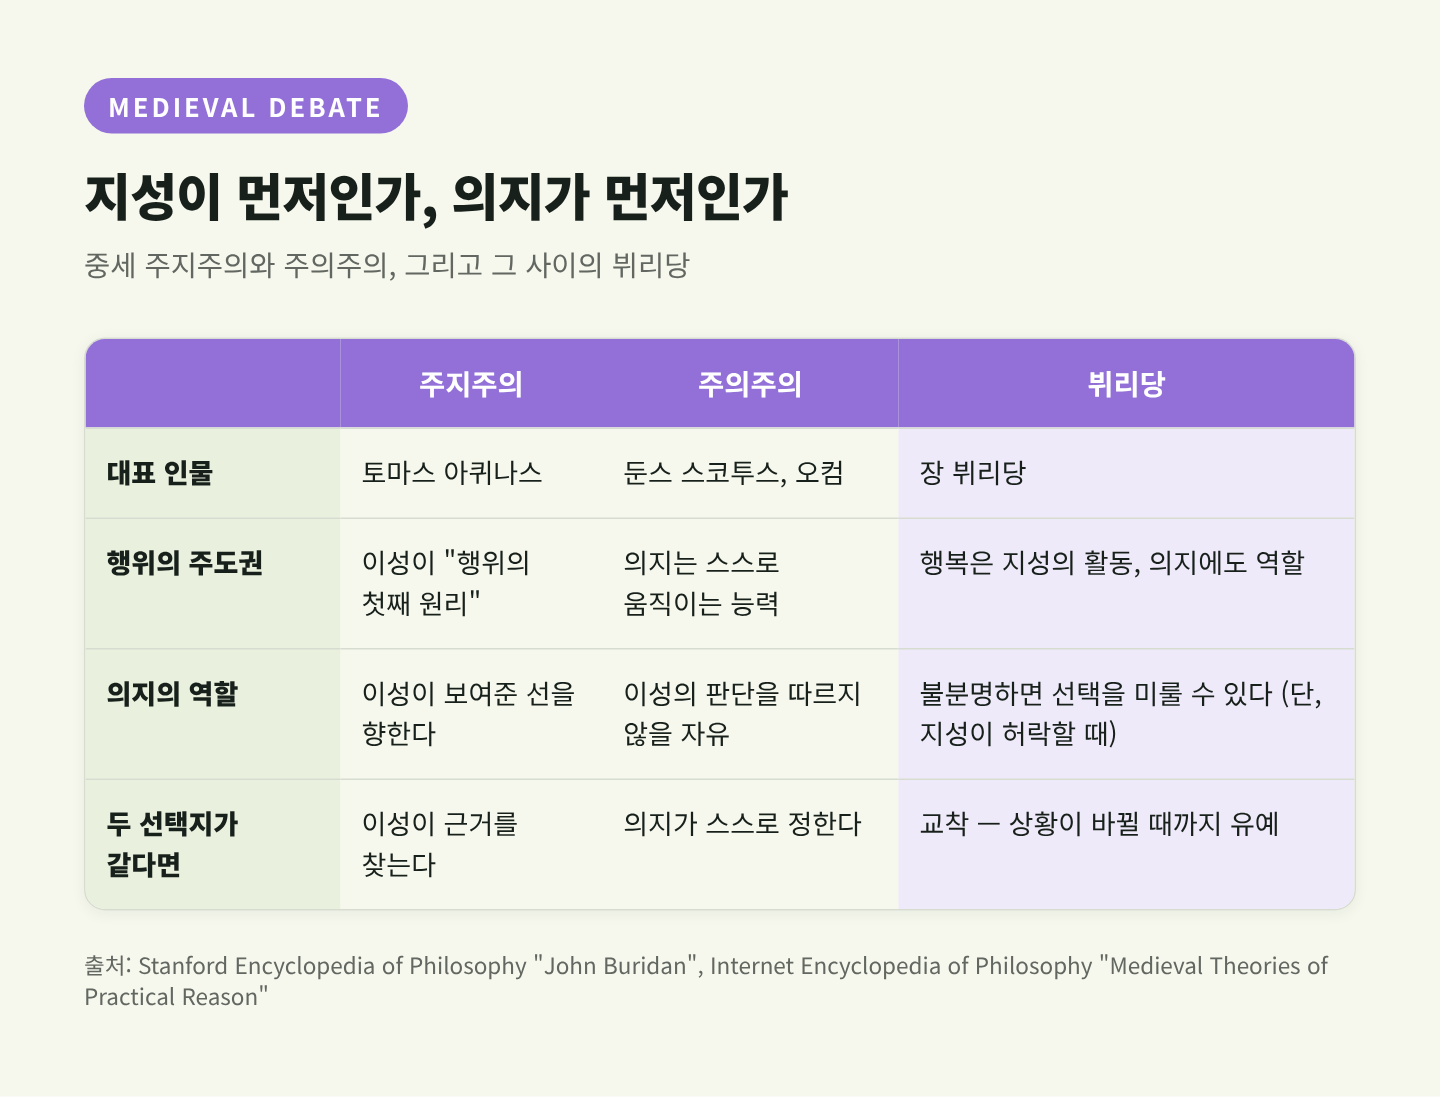 MEDIEVAL DEBATE
지성이 먼저인가, 의지가 먼저인가
중세 주지주의와 주의주의, 그리고 그 사이의 뷔리당
주지주의 주의주의 뷔리당
대표 인물 토마스 아퀴나스 둔스 스코투스, 오컴 장 뷔리당
행위의 주도권 이성이 "행위의 의지는 스스로 행복은 지성의 활동, 의지에도 역할
첫째 원리" 움직이는 능력
의지의 역할 이성이 보여준 선을 이성의 판단을 따르지 불분명하면 선택을 미룰 수 있다 (단,
향한다 않을 자유 지성이 허락할 때)
두 선택지가 이성이 근거를 의지가 스스로 정한다 교착 — 상황이 바뀔 때까지 유예
같다면 찾는다
출처: Stanford Encyclopedia of Philosophy "John Buridan", Internet Encyclopedia of Philosophy "Medieval Theories of
Practical Reason"